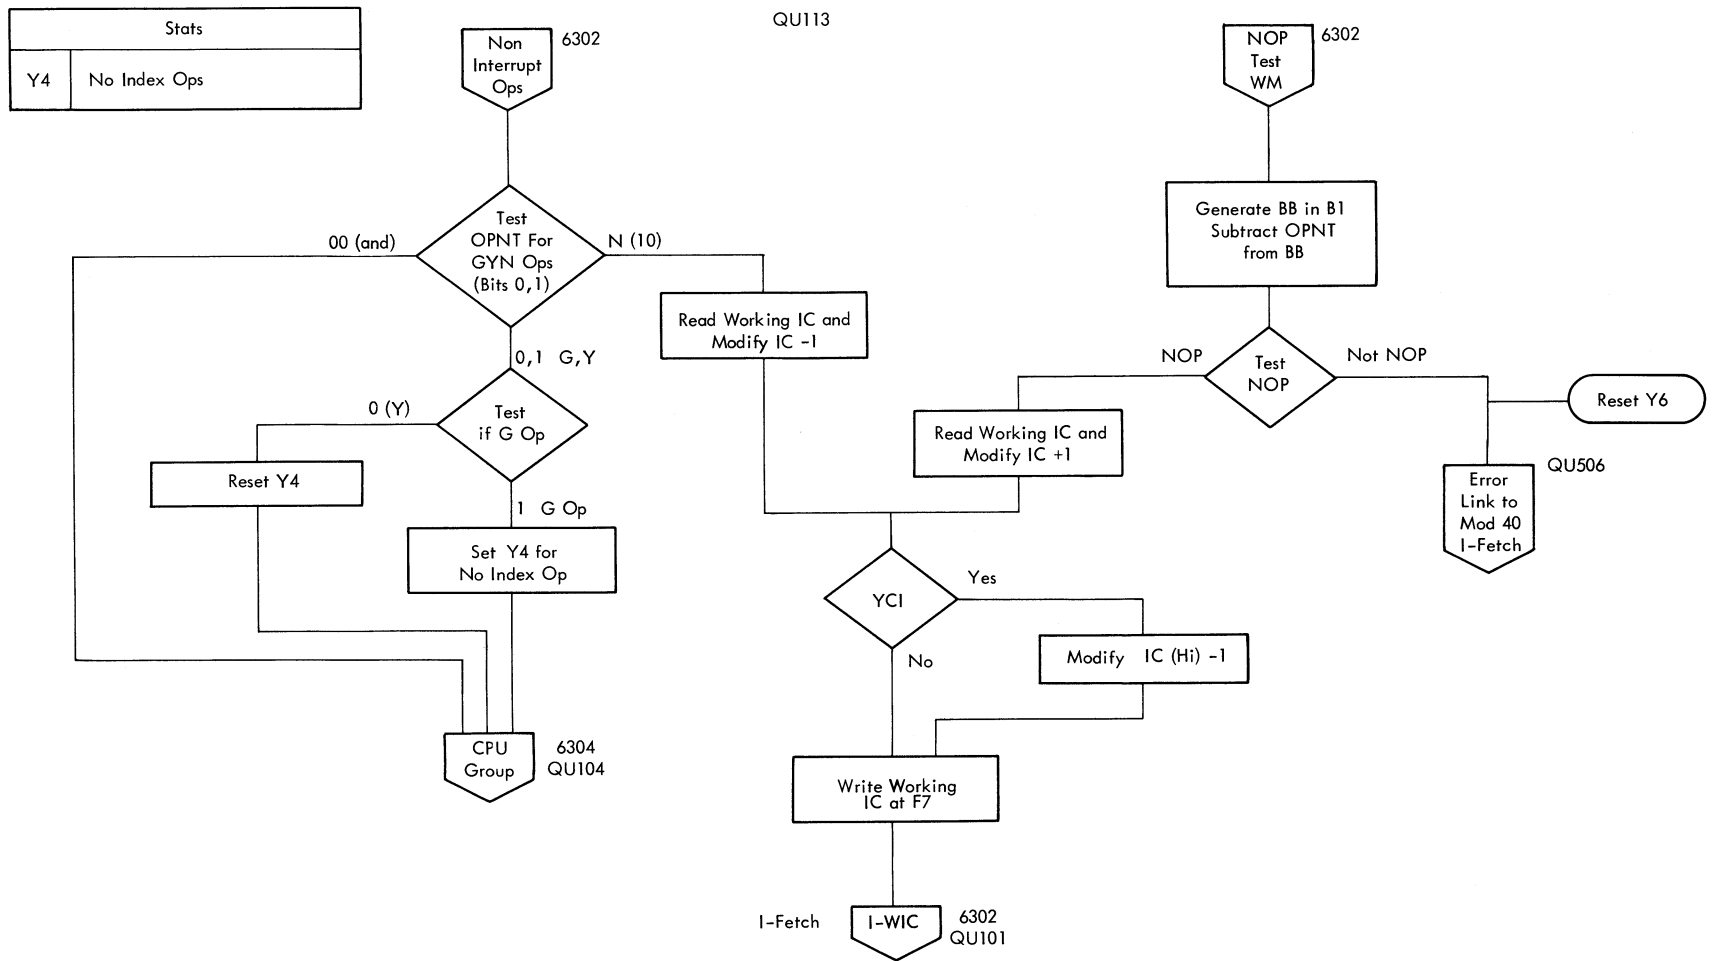 QU113
Stats
Y4 No Index Ops
Non
Interrupt
Ops
6302
Test
OPNT For
GYN Ops
(Bits 0,1)
00 (and)
N (10)
0,1 G,Y
Read Working IC and
Modify IC -1
Test
if G Op
0 (Y)
1 G Op
Reset Y4
Set Y4 for
No Index Op
CPU
Group
6304
QU104
NOP
Test
WM
6302
Generate BB in B1
Subtract OPNT
from BB
Test
NOP
NOP
Not NOP
Reset Y6
Read Working IC and
Modify IC +1
QU506
Error
Link to
Mod 40
I-Fetch
YCI
Yes
No
Modify IC (Hi) -1
Write Working
IC at F7
I-Fetch
I-WIC
6302
QU101